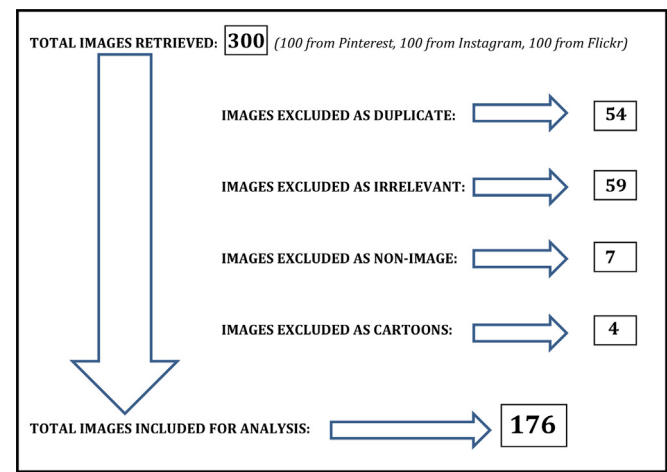 TOTAL IMAGES RETRIEVED: 300 (100 from Pinterest, 100 from Instagram, 100 from Flickr)
IMAGES EXCLUDED AS DUPLICATE: 54
IMAGES EXCLUDED AS IRRELEVANT: 59
IMAGES EXCLUDED AS NON-IMAGE: 7
IMAGES EXCLUDED AS CARTOONS: 4
TOTAL IMAGES INCLUDED FOR ANALYSIS: 176